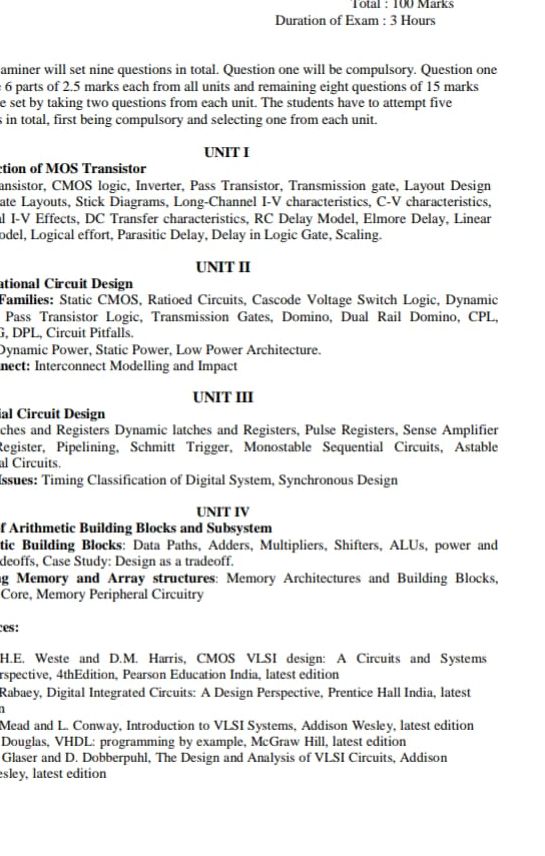 Total : 100 Marks
Duration of Exam : 3 Hours
aminer will set nine questions in total. Question one will be compulsory. Question one
6 parts of 2.5 marks each from all units and remaining eight questions of 15 marks
e set by taking two questions from each unit. The students have to attempt five
s in total, first being compulsory and selecting one from each unit.
UNIT I
ction of MOS Transistor
ansistor, CMOS logic, Inverter, Pass Transistor, Transmission gate, Layout Design
ate Layouts, Stick Diagrams, Long-Channel I-V characteristics, C-V characteristics,
al I-V Effects, DC Transfer characteristics, RC Delay Model, Elmore Delay, Linear
odel, Logical effort, Parasitic Delay, Delay in Logic Gate, Scaling.
UNIT II
ational Circuit Design
Families: Static CMOS, Ratioed Circuits, Cascode Voltage Switch Logic, Dynamic
Pass Transistor Logic, Transmission Gates, Domino, Dual Rail Domino, CPL,
G, DPL, Circuit Pitfalls.
Dynamic Power, Static Power, Low Power Architecture.
nect: Interconnect Modelling and Impact
UNIT III
ial Circuit Design
ches and Registers Dynamic latches and Registers, Pulse Registers, Sense Amplifier
Register, Pipelining, Schmitt Trigger, Monostable Sequential Circuits, Astable
al Circuits.
Issues: Timing Classification of Digital System, Synchronous Design
UNIT IV
f Arithmetic Building Blocks and Subsystem
tic Building Blocks: Data Paths, Adders, Multipliers, Shifters, ALUs, power and
deoffs, Case Study: Design as a tradeoff.
ng Memory and Array structures: Memory Architectures and Building Blocks,
Core, Memory Peripheral Circuitry
ces:
H.E. Weste and D.M. Harris, CMOS VLSI design: A Circuits and Systems
rspective, 4thEdition, Pearson Education India, latest edition
Rabaey, Digital Integrated Circuits: A Design Perspective, Prentice Hall India, latest
n
Mead and L. Conway, Introduction to VLSI Systems, Addison Wesley, latest edition
Douglas, VHDL: programming by example, McGraw Hill, latest edition
Glaser and D. Dobberpuhl, The Design and Analysis of VLSI Circuits, Addison
esley, latest edition